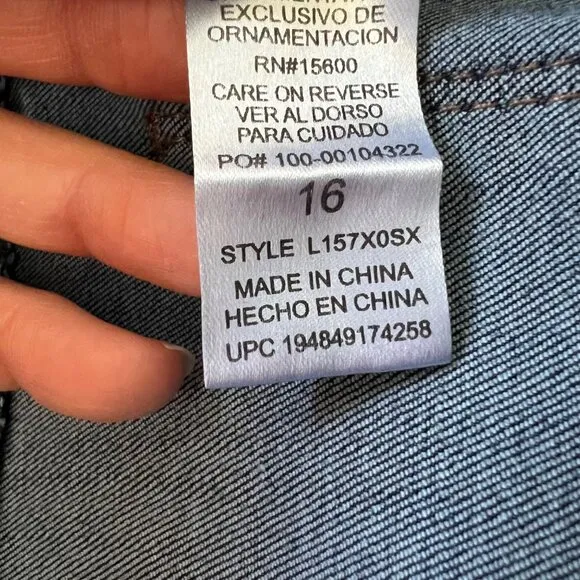 EXCLUSIVO DE
ORNAMENTACION
RN#15600
CARE ON REVERSE
VER AL DORSO
PARA CUIDADO
PO# 100-00104322
16
STYLE L157X0SX
MADE IN CHINA
HECHO EN CHINA
UPC 194849174258